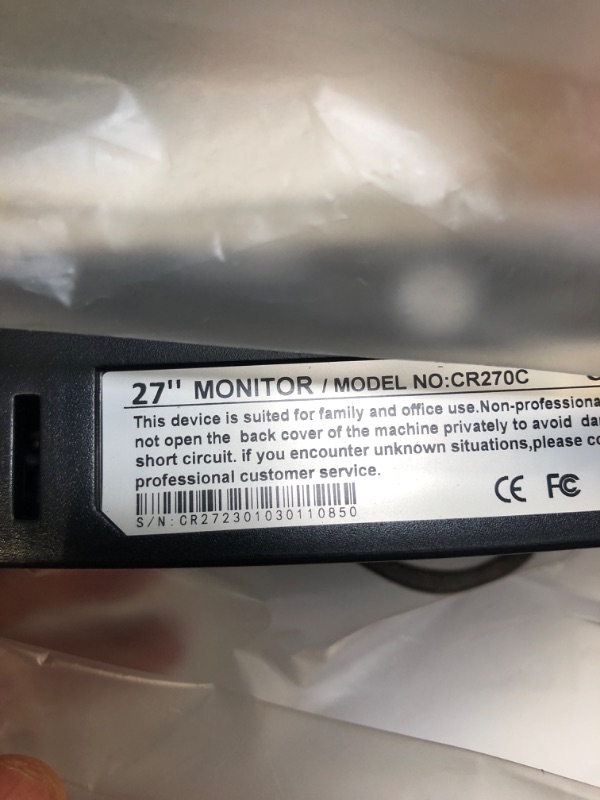 27" MONITOR / MODEL NO:CR270C
This device is suited for family and office use.Non-professiona
not open the back cover of the machine privately to avoid da
short circuit. if you encounter unknown situations,please co
professional customer service.
S/N:CR272301030110850
CE FC